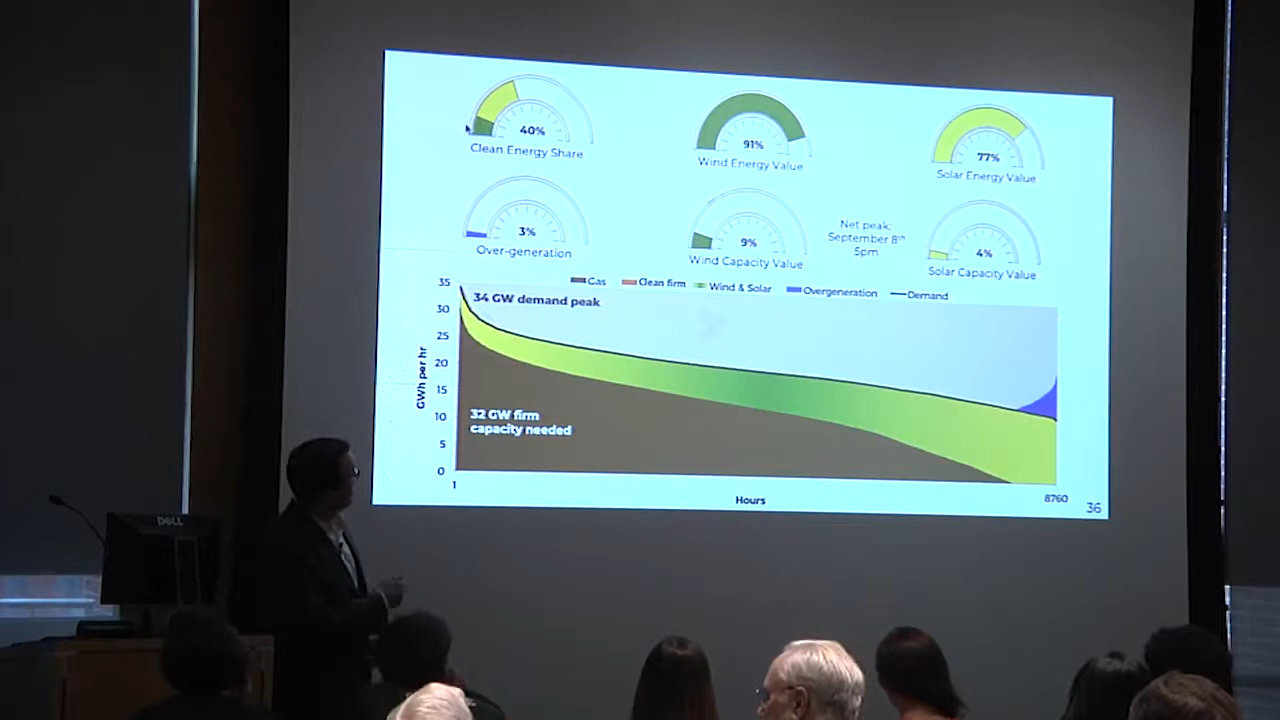 40%
Clean Energy Share
91%
Wind Energy Value
77%
Solar Energy Value
3%
Over-generation
9%
Wind Capacity Value
Net peak:
September 8th
5pm
4%
Solar Capacity Value
Gas Clean firm Wind & Solar Overgeneration Demand
34 GW demand peak
35
30
25
20
15
10
5
0
GWh per hr
32 GW firm
capacity needed
1
Hours
8760
36
DELL